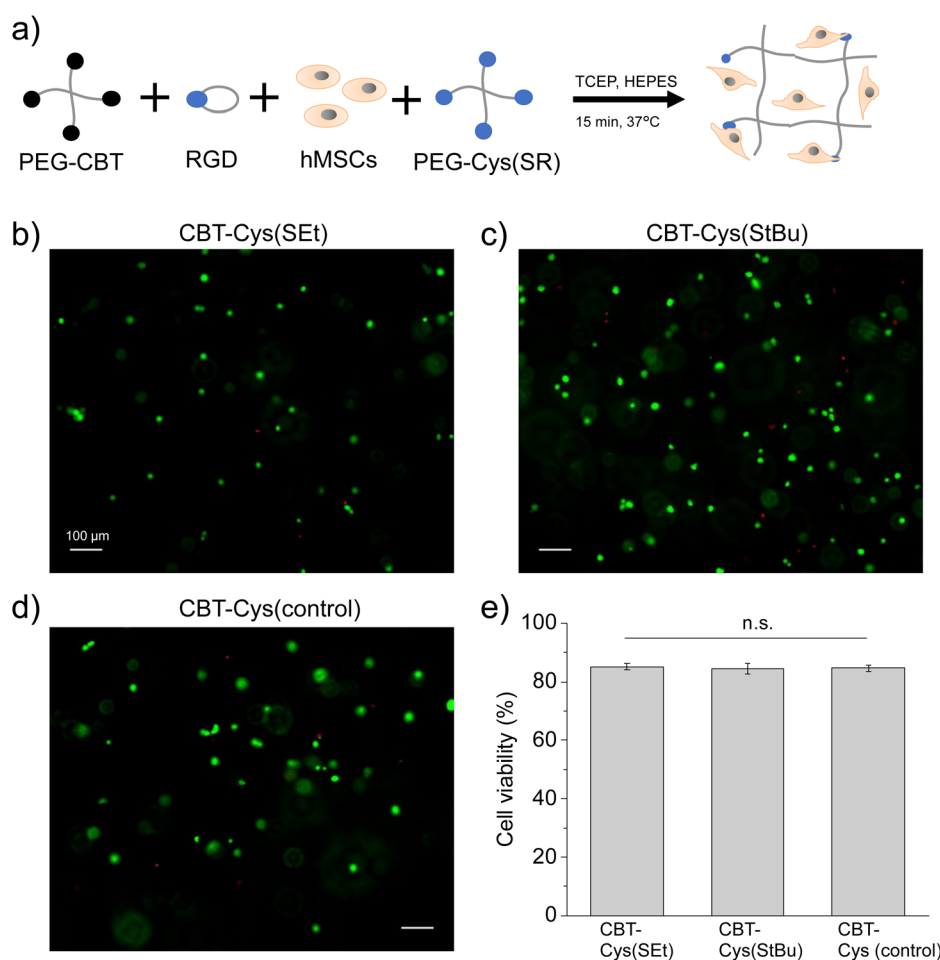 a)
TCEP, HEPES
15 min, 37°C
PEG-CBT
RGD
hMSCs
PEG-Cys(SR)
b)
CBT-Cys(SEt)
100 µm
c)
CBT-Cys(StBu)
d)
CBT-Cys(control)
e)
n.s.
Cell viability (%)
100
80
60
40
20
0
CBT-
Cys(SEt)
CBT-
Cys(StBu)
CBT-
Cys (control)